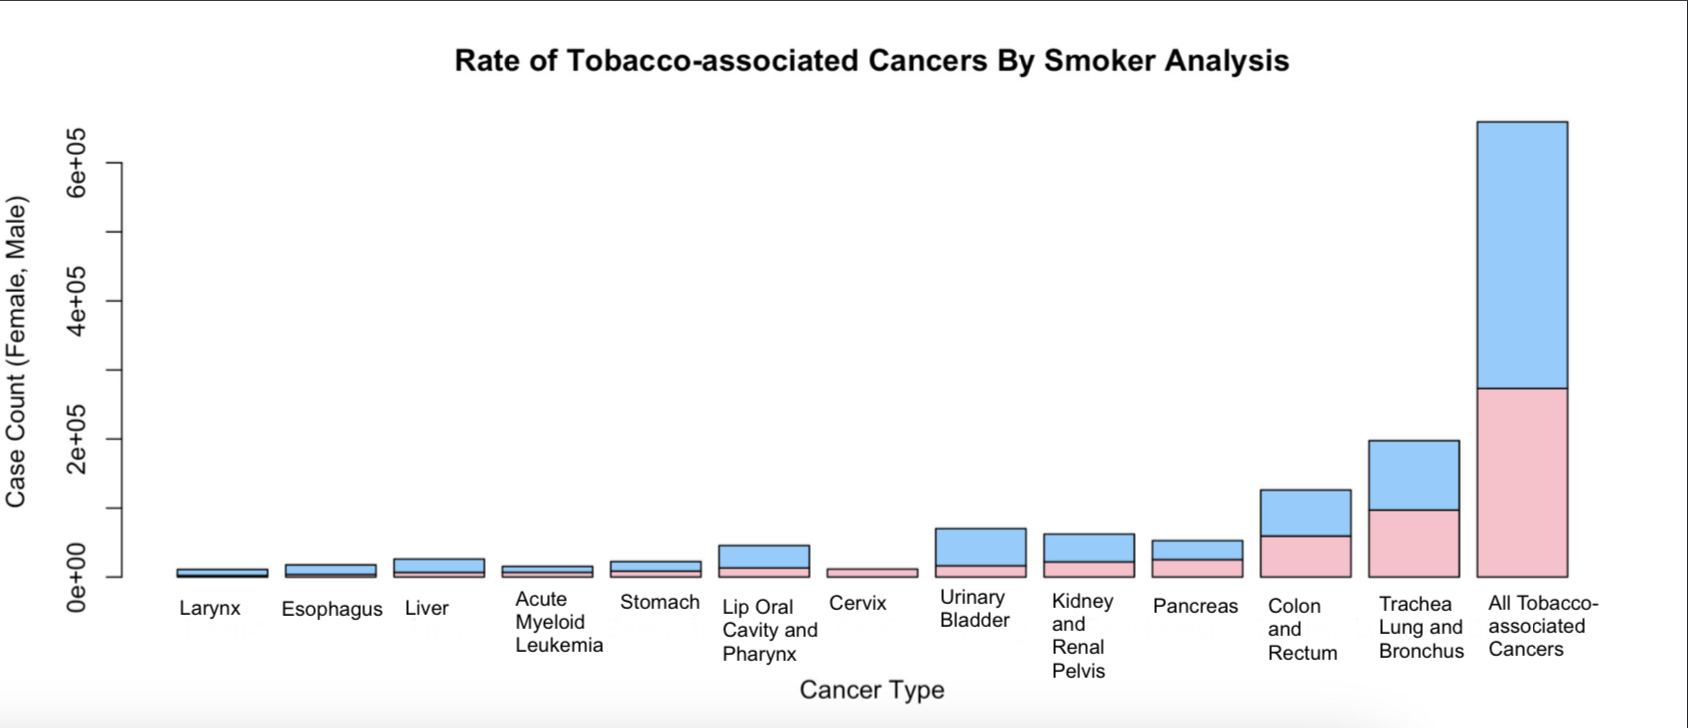 Rate of Tobacco-associated Cancers By Smoker Analysis
Case Count (Female, Male)
6e+05
4e+05
2e+05
0e+00
Larynx
Esophagus
Liver
Acute
Myeloid
Leukemia
Stomach
Lip Oral
Cavity and
Pharynx
Cervix
Urinary
Bladder
Kidney
and
Renal
Pelvis
Pancreas
Colon
and
Rectum
Trachea
Lung and
Bronchus
All Tobacco-
associated
Cancers
Cancer Type